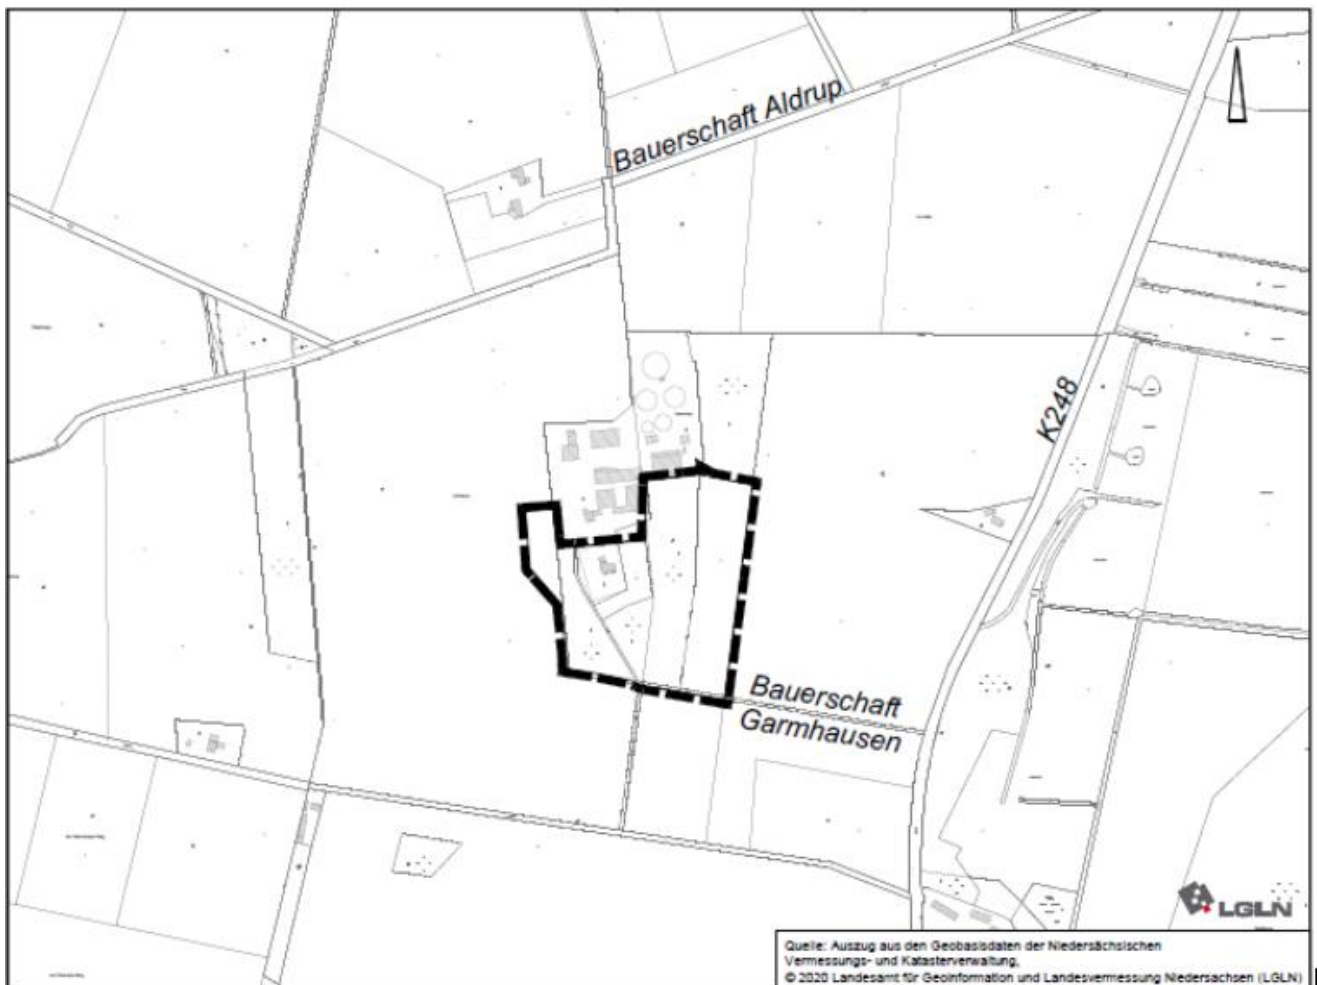 Bauerschaft Aldrup
K248
Bauerschaft
Garmhausen
LGLN
Quelle: Auszug aus den Geobasisdaten der Niedersächsischen
Vermessungs- und Katasterverwaltung,
© 2020 Landesamt für Geoinformation und Landesvermessung Niedersachsen (LGLN)